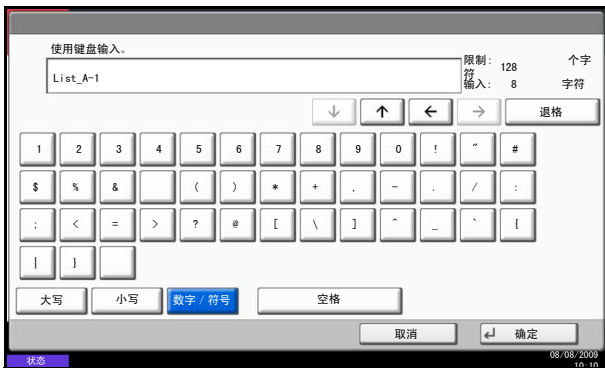 使用键盘输入。
List_A-1
限制: 128 个字符
输入: 8 字符
↓ ↑ ← → 退格
1 2 3 4 5 6 7 8 9 0 ! " #
$ % & ( ) * + , - . / :
; < = > ? @ [ \ ] ^ _ ` {
| }
大写 小写 数字 / 符号 空格
取消 确定
状态 08/08/2009
10:10